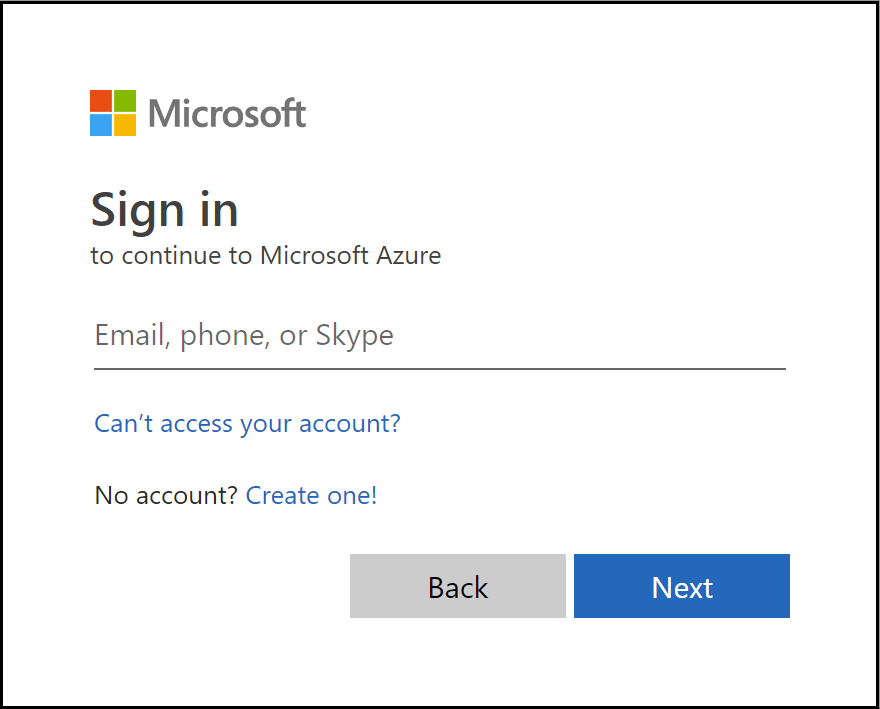 Microsoft
Sign in
to continue to Microsoft Azure
Email, phone, or Skype
Can’t access your account?
No account? Create one!
Back Next